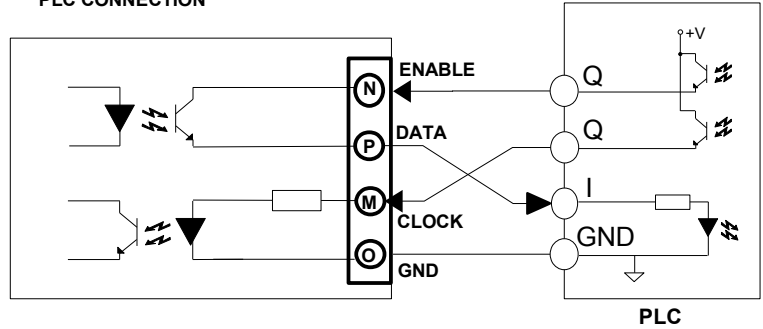 PLC CONNECTION
+V
N
ENABLE
Q
P
DATA
Q
M
CLOCK
I
O
GND
GND
PLC